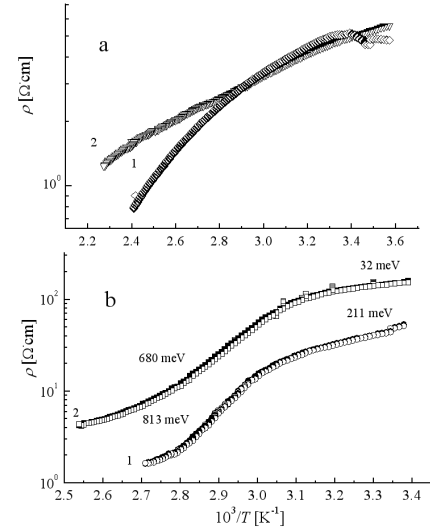 a
ρ [Ω·cm]
10⁰
2
1
2.2 2.4 2.6 2.8 3.0 3.2 3.4 3.6
b
ρ [Ω·cm]
10²
10¹
10⁰
32 meV
211 meV
680 meV
813 meV
2
1
2.5 2.6 2.7 2.8 2.9 3.0 3.1 3.2 3.3 3.4
10³/T [K⁻¹]